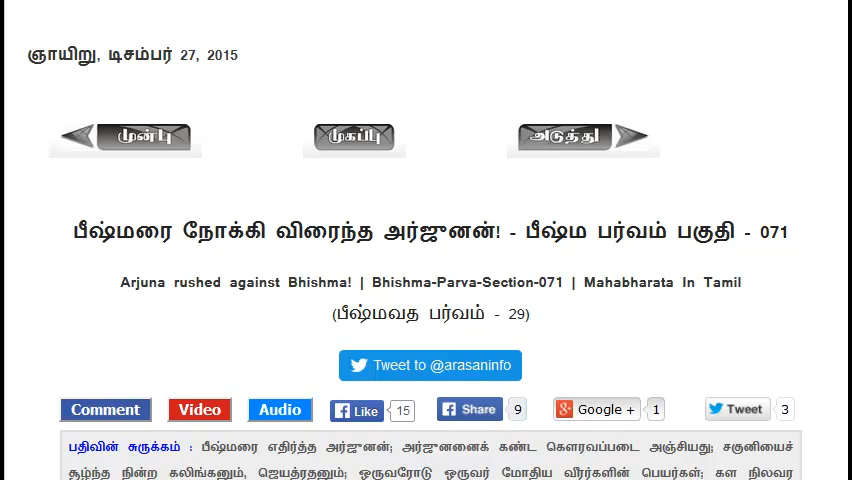 ஞாயிறு, டிசம்பர் 27, 2015
முன்பு முகப்பு அடுத்து
பீஷ்மரை நோக்கி விரைந்த அர்ஜுனன்! - பீஷ்ம பர்வம் பகுதி - 071
Arjuna rushed against Bhishma! | Bhishma-Parva-Section-071 | Mahabharata In Tamil
(பீஷ்மவத பர்வம் - 29)
Tweet to @arasaninfo
Comment Video Audio Like 15 Share 9 Google + 1 Tweet 3
பதிவின் சுருக்கம் : பீஷ்மரை எதிர்த்த அர்ஜுனன்; அர்ஜுனனைக் கண்ட கௌரவப்படை அஞ்சியது; சகுனியைச்
சூழ்ந்த நின்ற கலிங்கனும், ஜெயத்ரதனும்; ஒருவரோடு ஒருவர் மோதிய வீரர்களின் பெயர்கள்; கள நிலவர